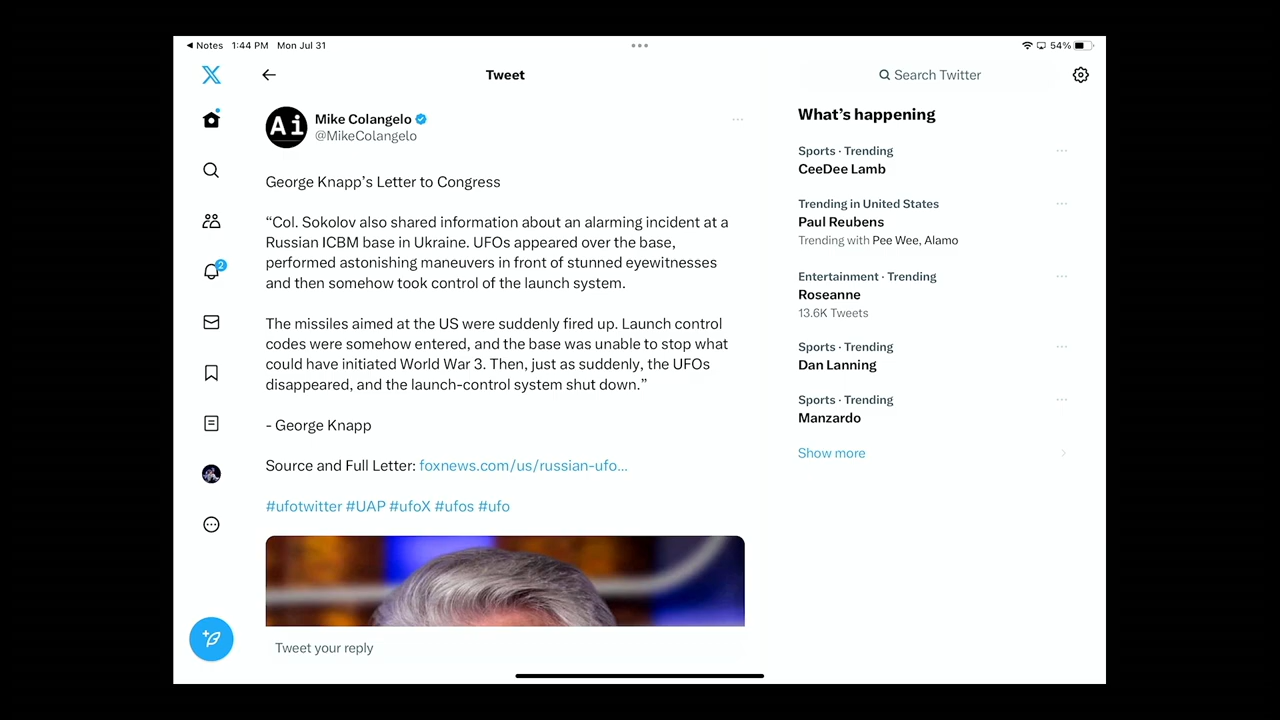 Notes 1:44 PM Mon Jul 31
54%
Tweet
Search Twitter
Ai
Mike Colangelo
@MikeColangelo
George Knapp’s Letter to Congress
“Col. Sokolov also shared information about an alarming incident at a
Russian ICBM base in Ukraine. UFOs appeared over the base,
performed astonishing maneuvers in front of stunned eyewitnesses
and then somehow took control of the launch system.
The missiles aimed at the US were suddenly fired up. Launch control
codes were somehow entered, and the base was unable to stop what
could have initiated World War 3. Then, just as suddenly, the UFOs
disappeared, and the launch-control system shut down.”
- George Knapp
Source and Full Letter: foxnews.com/us/russian-ufo...
#ufotwitter #UAP #ufoX #ufos #ufo
Tweet your reply
2
What’s happening
Sports · Trending
CeeDee Lamb
Trending in United States
Paul Reubens
Trending with Pee Wee, Alamo
Entertainment · Trending
Roseanne
13.6K Tweets
Sports · Trending
Dan Lanning
Sports · Trending
Manzardo
Show more